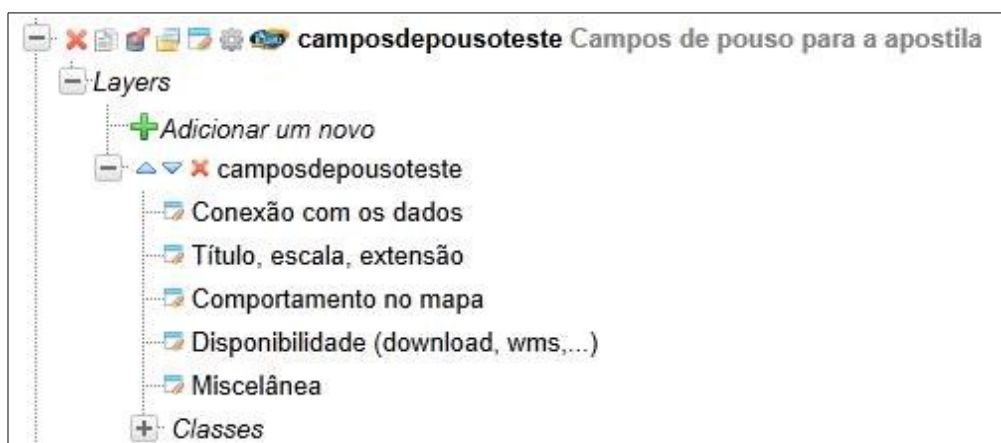 camposdepousoteste Campos de pouso para a apostila
Layers
Adicionar um novo
camposdepousoteste
Conexão com os dados
Título, escala, extensão
Comportamento no mapa
Disponibilidade (download, wms,...)
Miscelânea
Classes